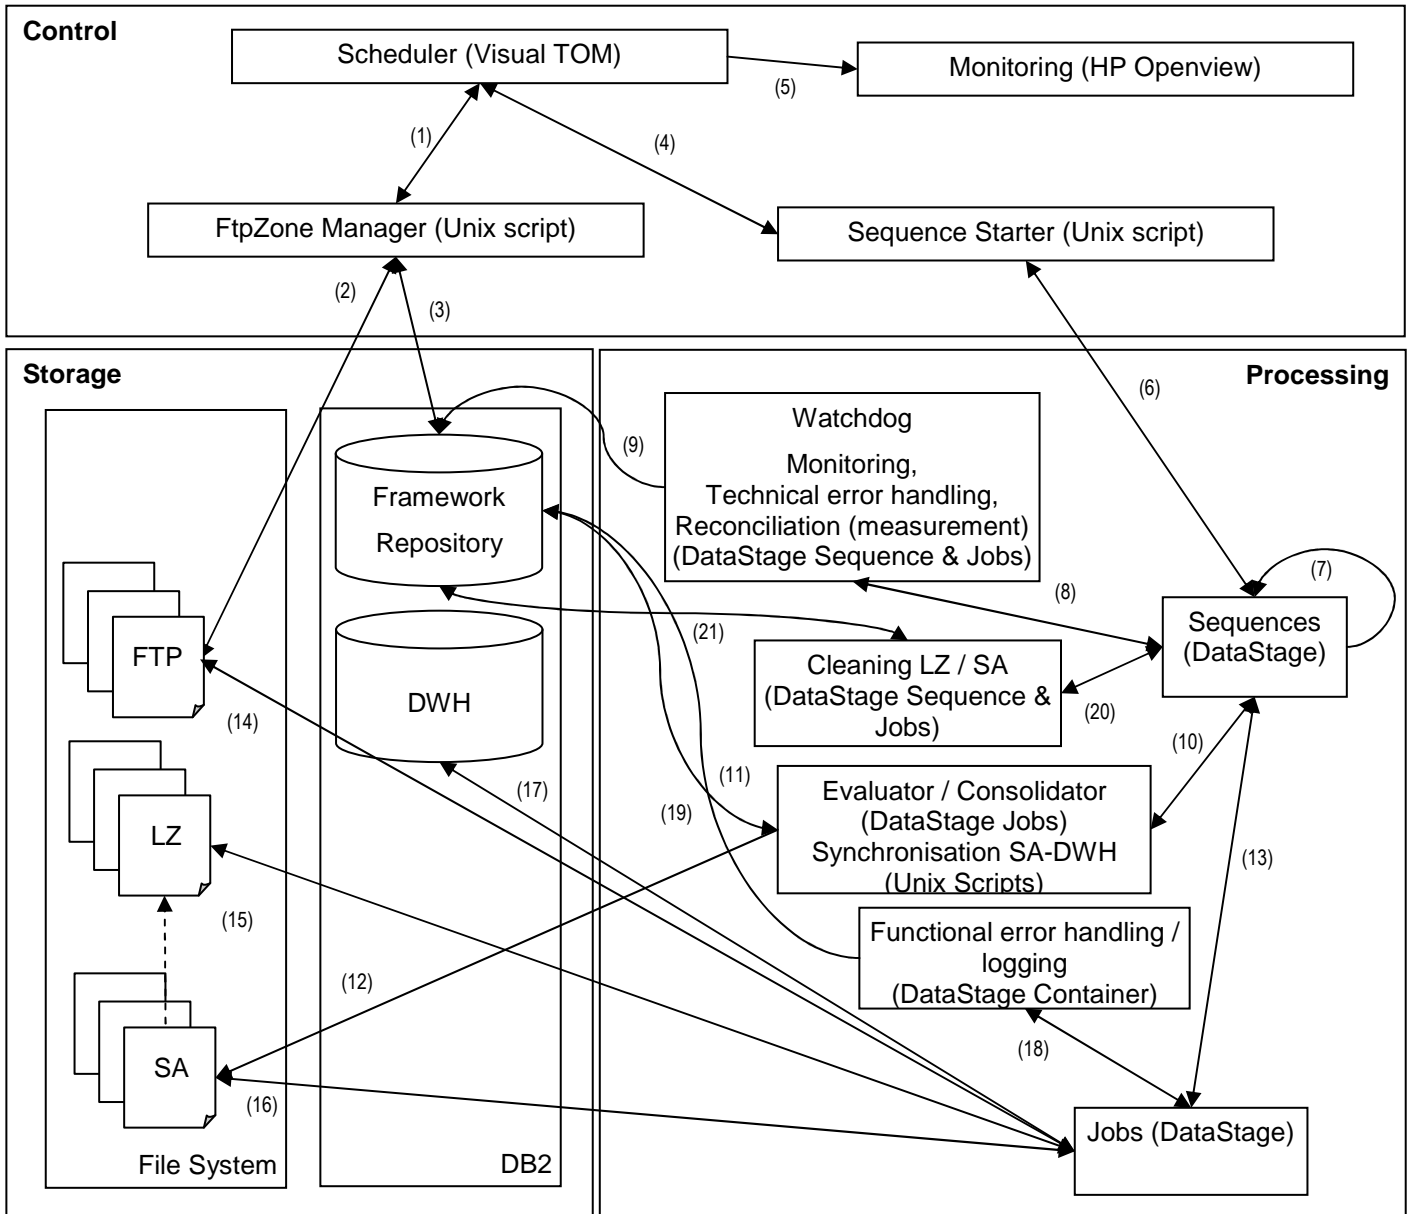 Control
Scheduler (Visual TOM)
Monitoring (HP Openview)
(5)
(1)
(4)
FtpZone Manager (Unix script)
Sequence Starter (Unix script)
(2)
(3)
(6)
Storage
Processing
Watchdog
Monitoring,
Technical error handling,
Reconciliation (measurement)
(DataStage Sequence & Jobs)
(9)
Framework
Repository
(7)
(8)
Sequences
(DataStage)
(21)
Cleaning LZ / SA
(DataStage Sequence &
Jobs)
(20)
FTP
DWH
(14)
(10)
(11)
(17)
(19)
Evaluator / Consolidator
(DataStage Jobs)
Synchronisation SA-DWH
(Unix Scripts)
LZ
(13)
(15)
Functional error handling /
logging
(DataStage Container)
(12)
(18)
SA
(16)
Jobs (DataStage)
File System
DB2